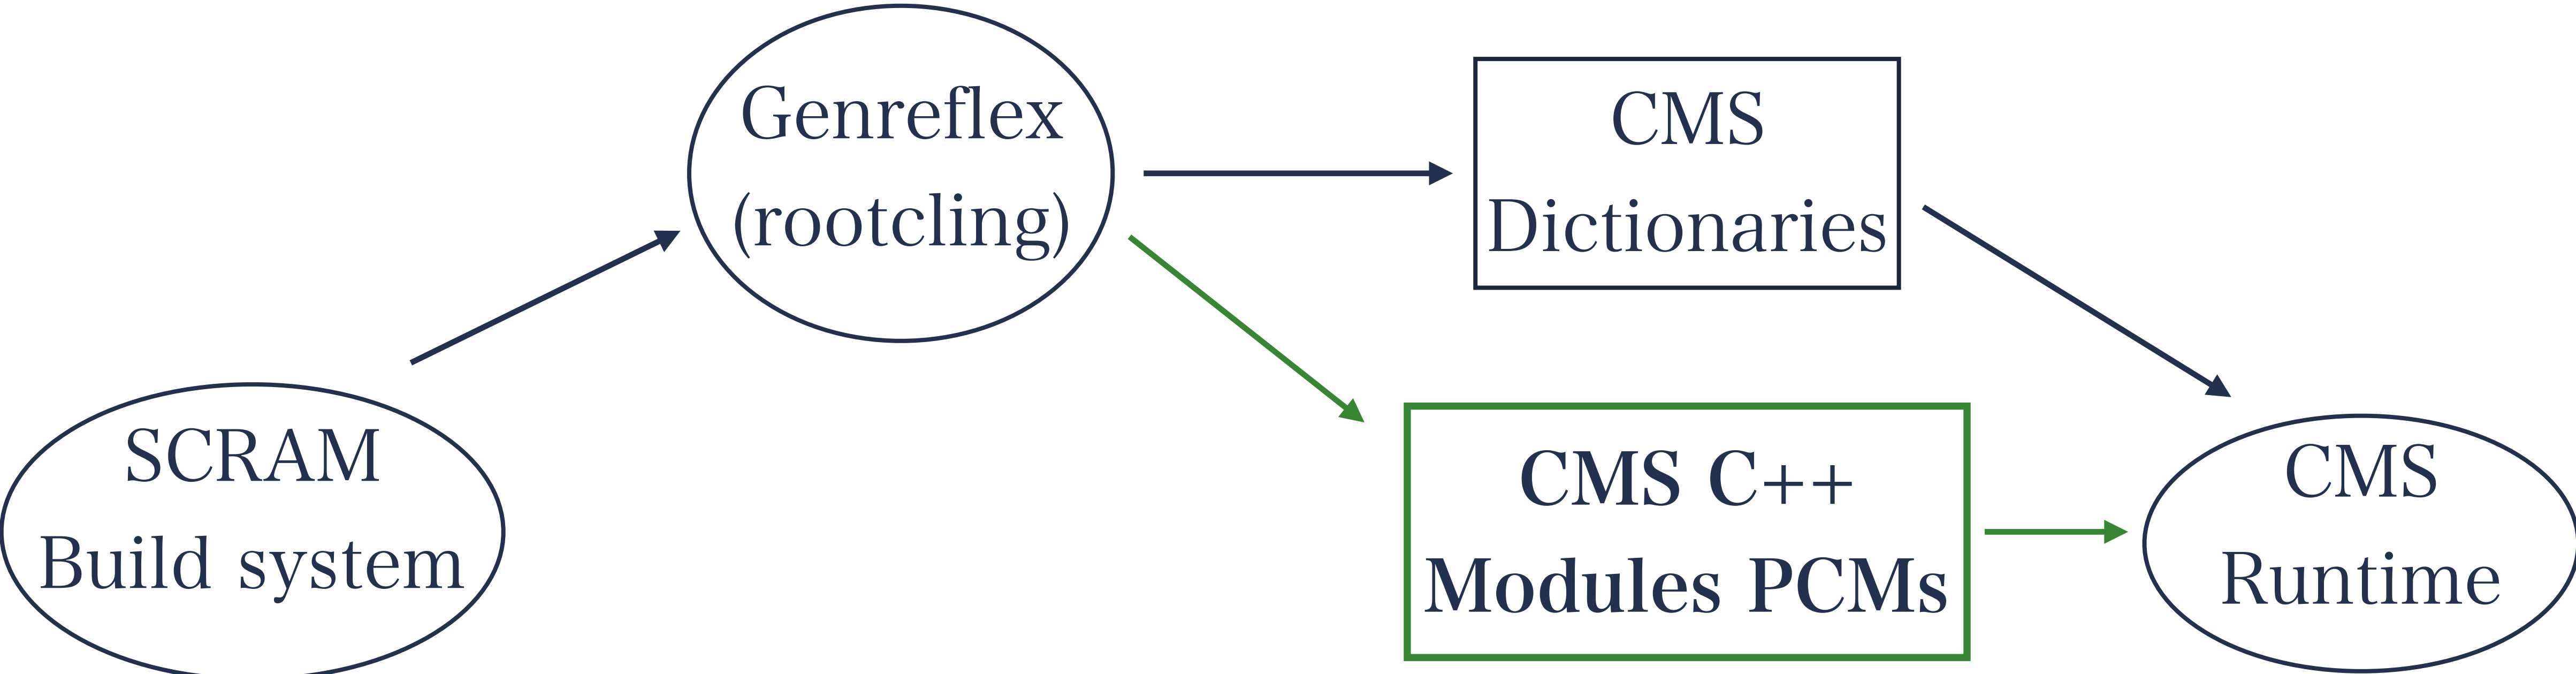 Genreflex
(rootcling)
CMS
Dictionaries
SCRAM
Build system
CMS C++
Modules PCMs
CMS
Runtime